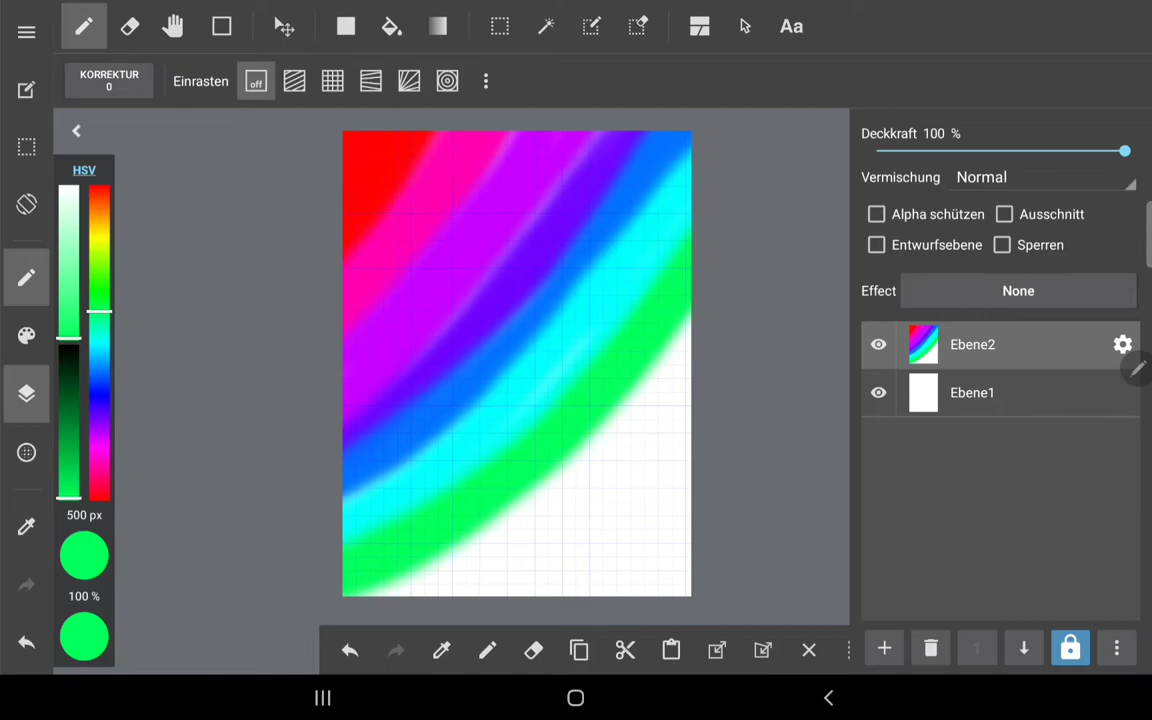 Aa
KORREKTUR
0
Einrasten
off
HSV
500 px
100 %
Deckkraft 100 %
Vermischung Normal
Alpha schützen Ausschnitt
Entwurfsebene Sperren
Effect None
Ebene2
Ebene1